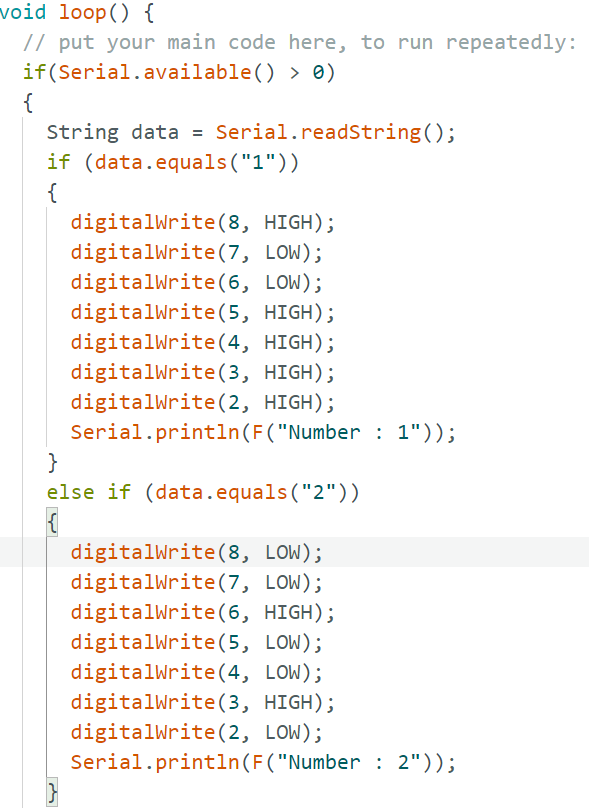 void loop() {
  // put your main code here, to run repeatedly:
  if(Serial.available() > 0)
  {
    String data = Serial.readString();
    if (data.equals("1"))
    {
      digitalWrite(8, HIGH);
      digitalWrite(7, LOW);
      digitalWrite(6, LOW);
      digitalWrite(5, HIGH);
      digitalWrite(4, HIGH);
      digitalWrite(3, HIGH);
      digitalWrite(2, HIGH);
      Serial.println(F("Number : 1"));
    }
    else if (data.equals("2"))
    {
      digitalWrite(8, LOW);
      digitalWrite(7, LOW);
      digitalWrite(6, HIGH);
      digitalWrite(5, LOW);
      digitalWrite(4, LOW);
      digitalWrite(3, HIGH);
      digitalWrite(2, LOW);
      Serial.println(F("Number : 2"));
    }